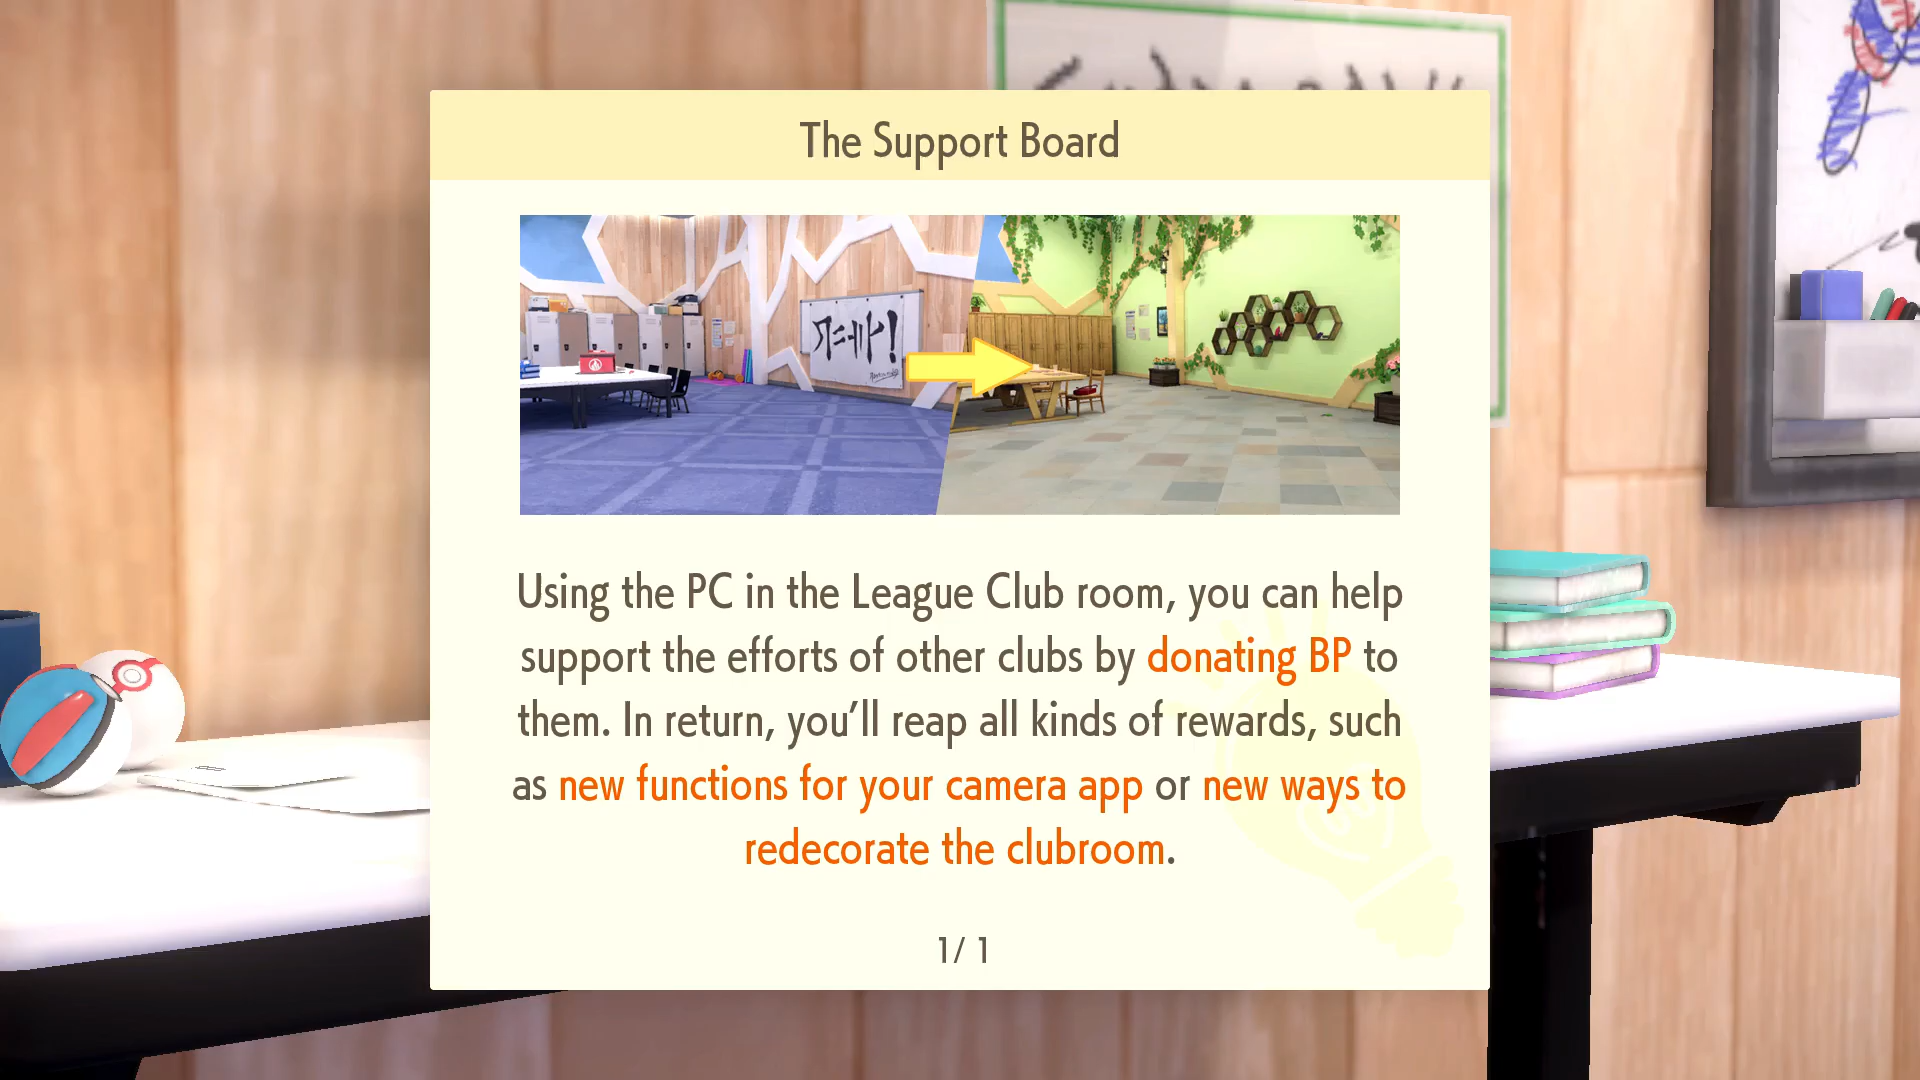 The Support Board
Using the PC in the League Club room, you can help
support the efforts of other clubs by donating BP to
them. In return, you'll reap all kinds of rewards, such
as new functions for your camera app or new ways to
redecorate the clubroom.
1/ 1